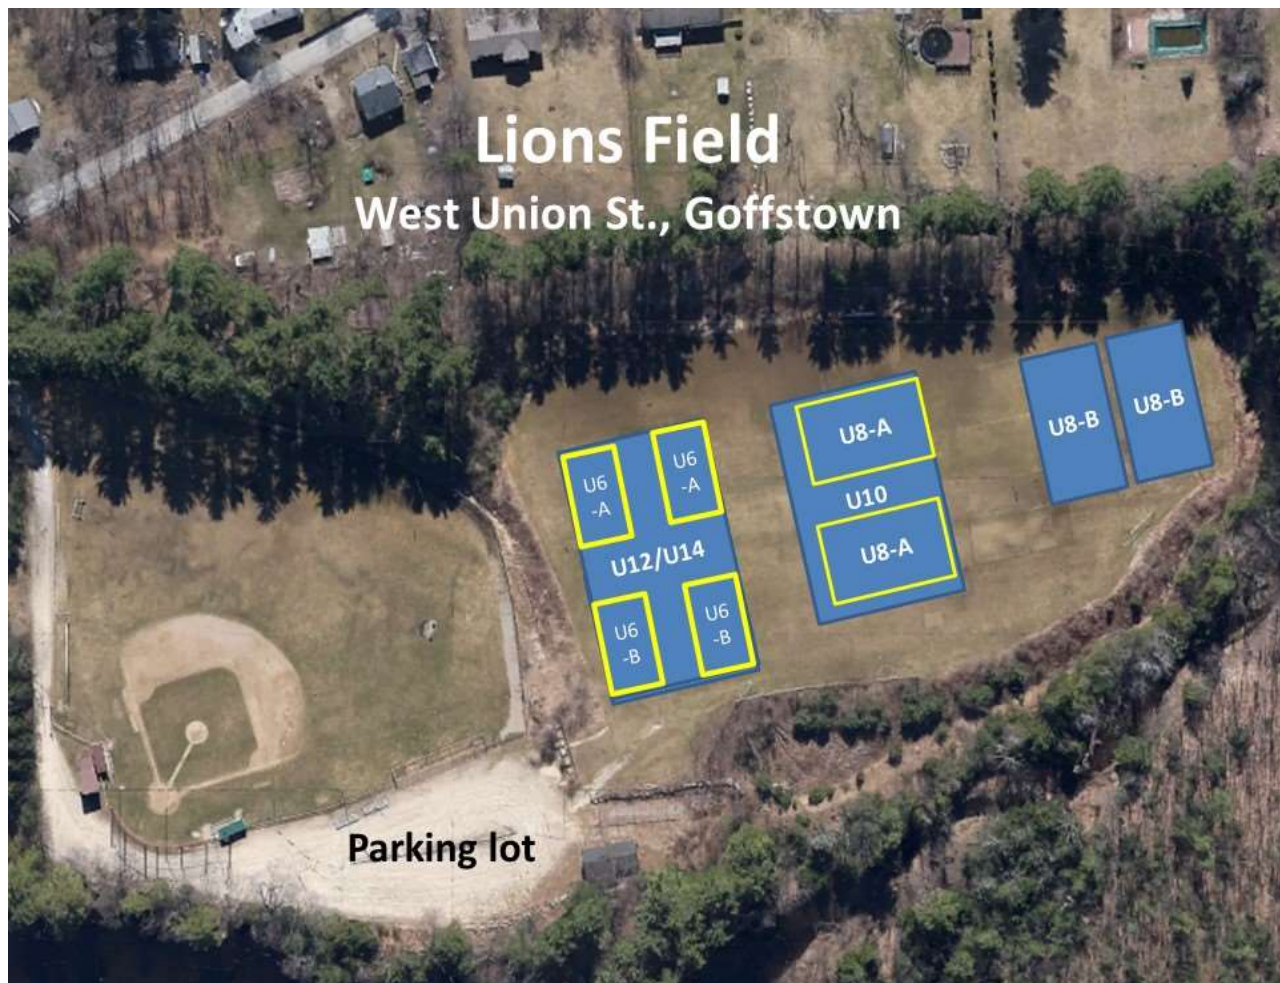 Lions Field
West Union St., Goffstown
U6
-A
U6
-A
U12/U14
U6
-B
U6
-B
U8-A
U10
U8-A
U8-B
U8-B
Parking lot